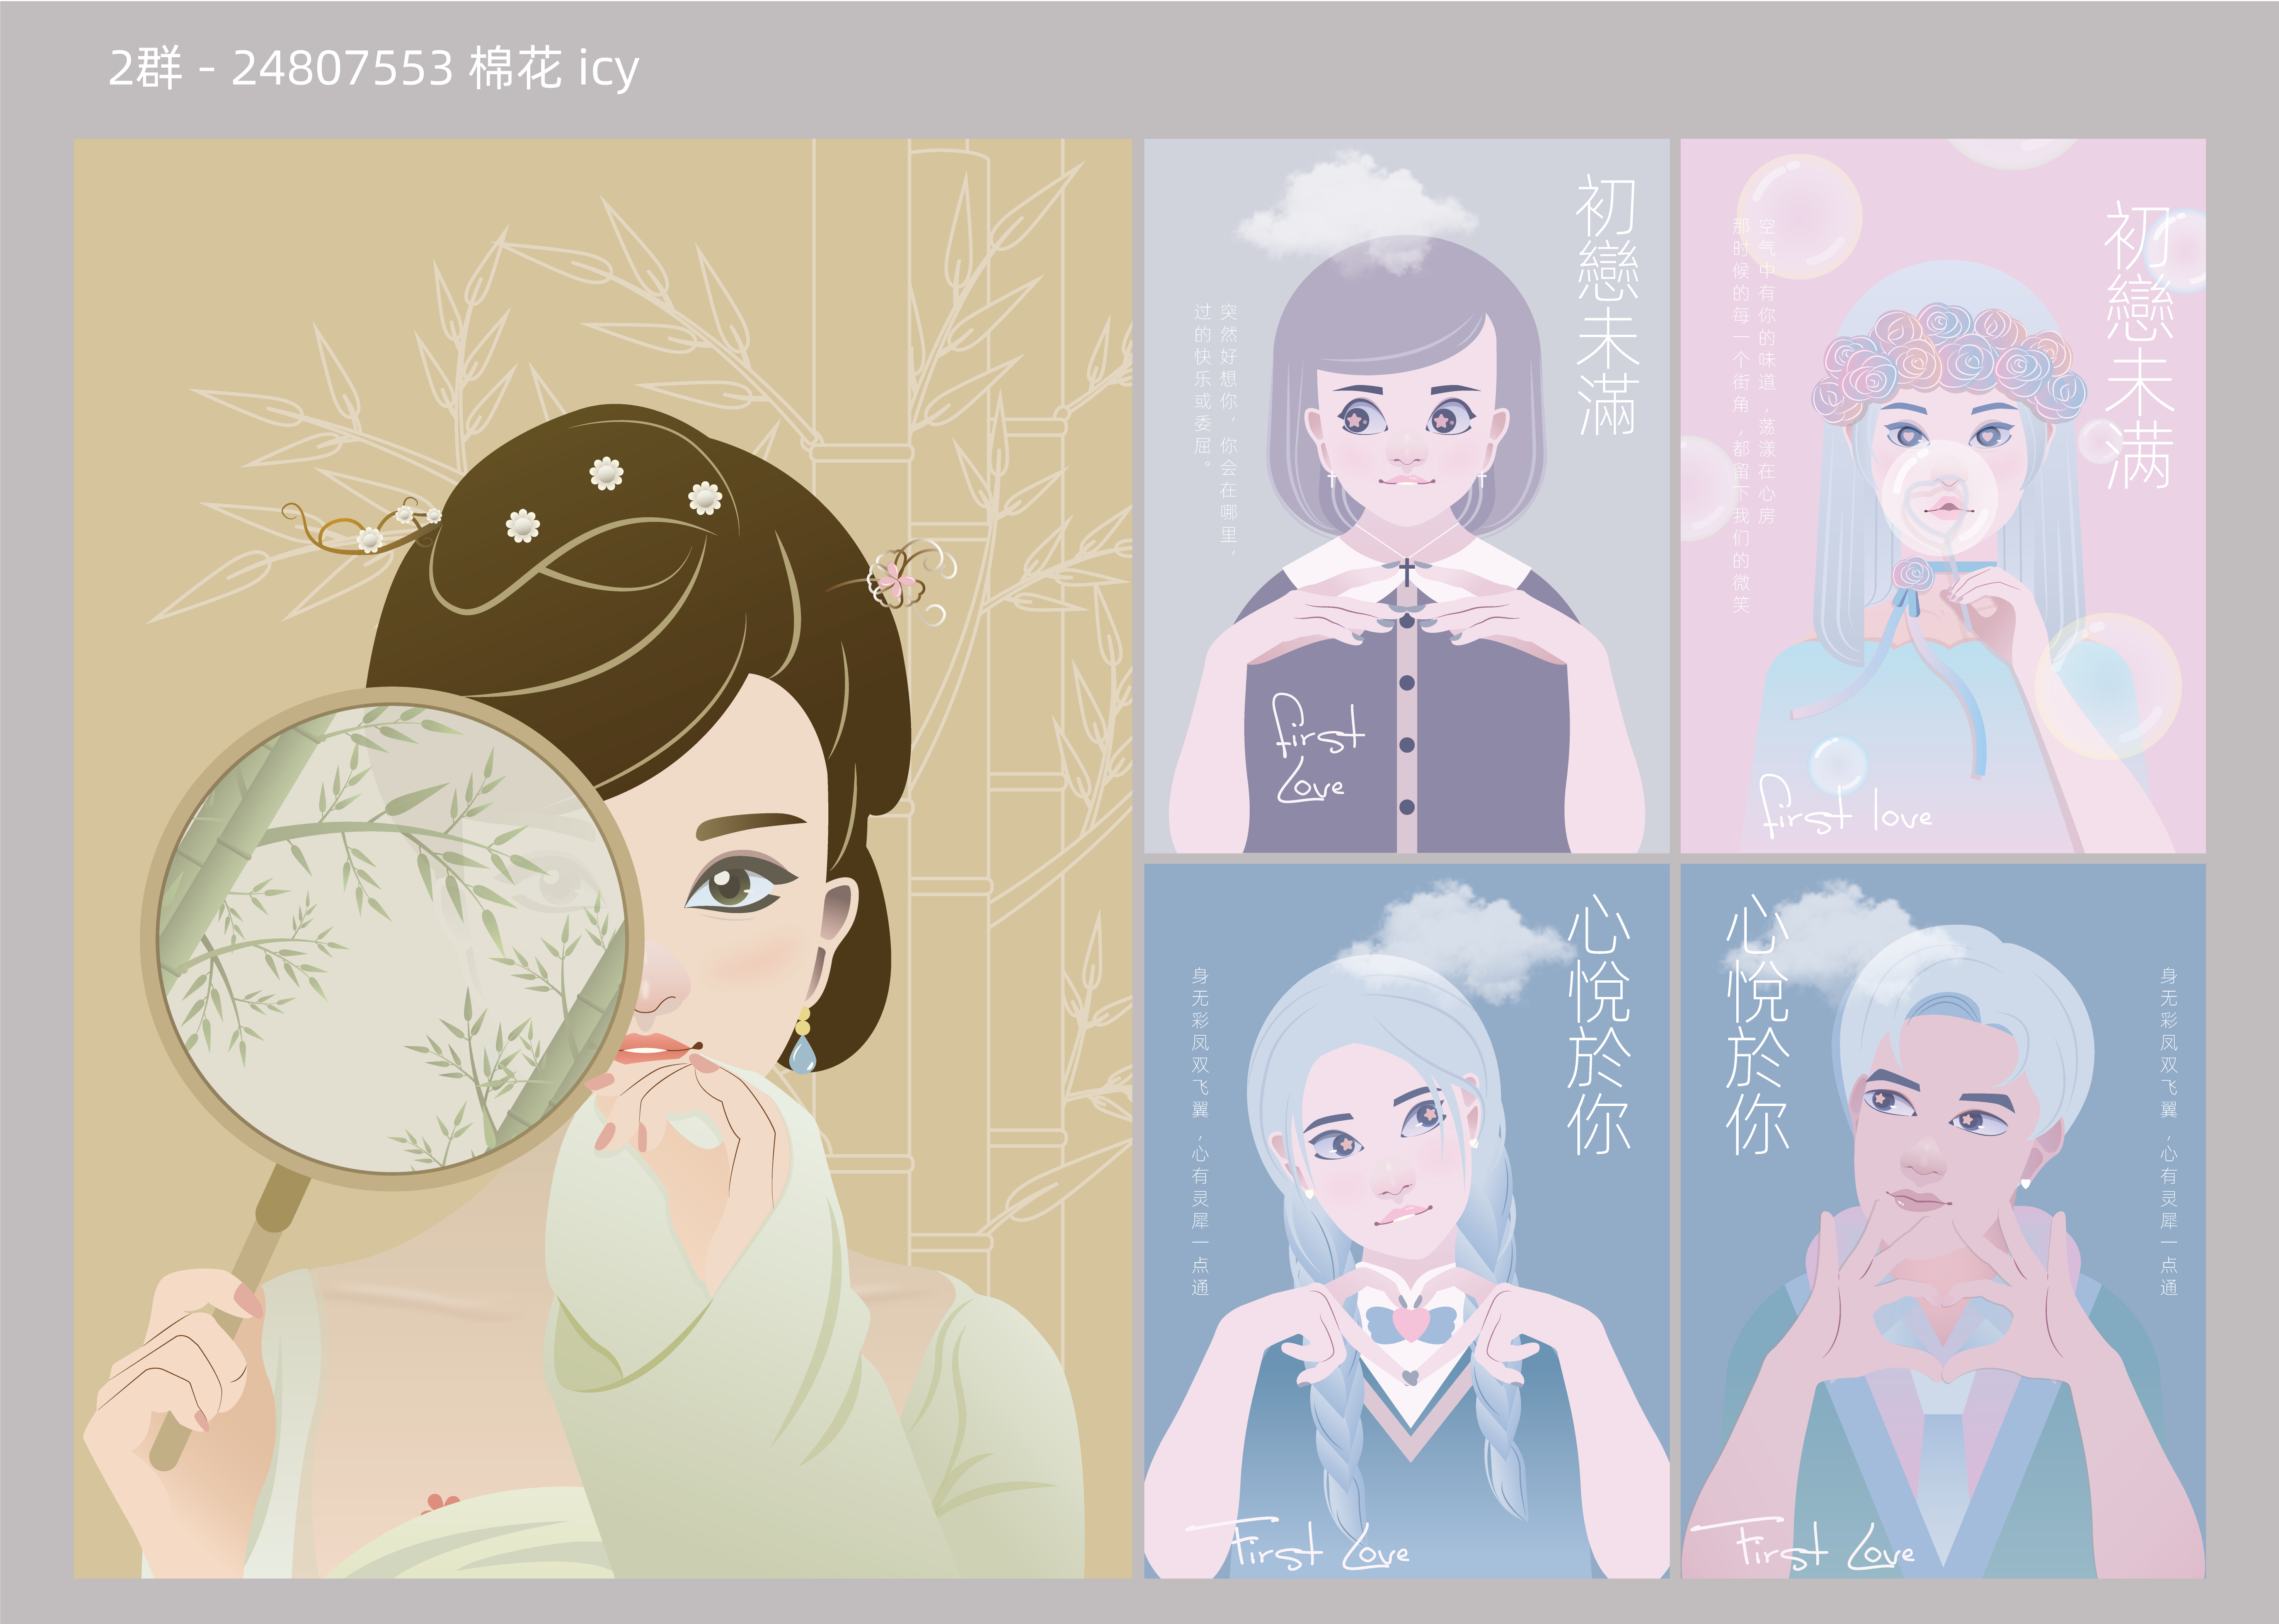 2群 - 24807553 棉花 icy
初戀未滿
突然好想你，你会在哪里，
过的快乐或委屈。
first
Love
初戀未满
空气中有你的味道，荡漾在心房
那时候的每一个街角，都留下我们的微笑
first love
心悅於你
身无彩凤双飞翼，心有灵犀一点通
First Love
心悅於你
身无彩凤双飞翼，心有灵犀一点通
First Love